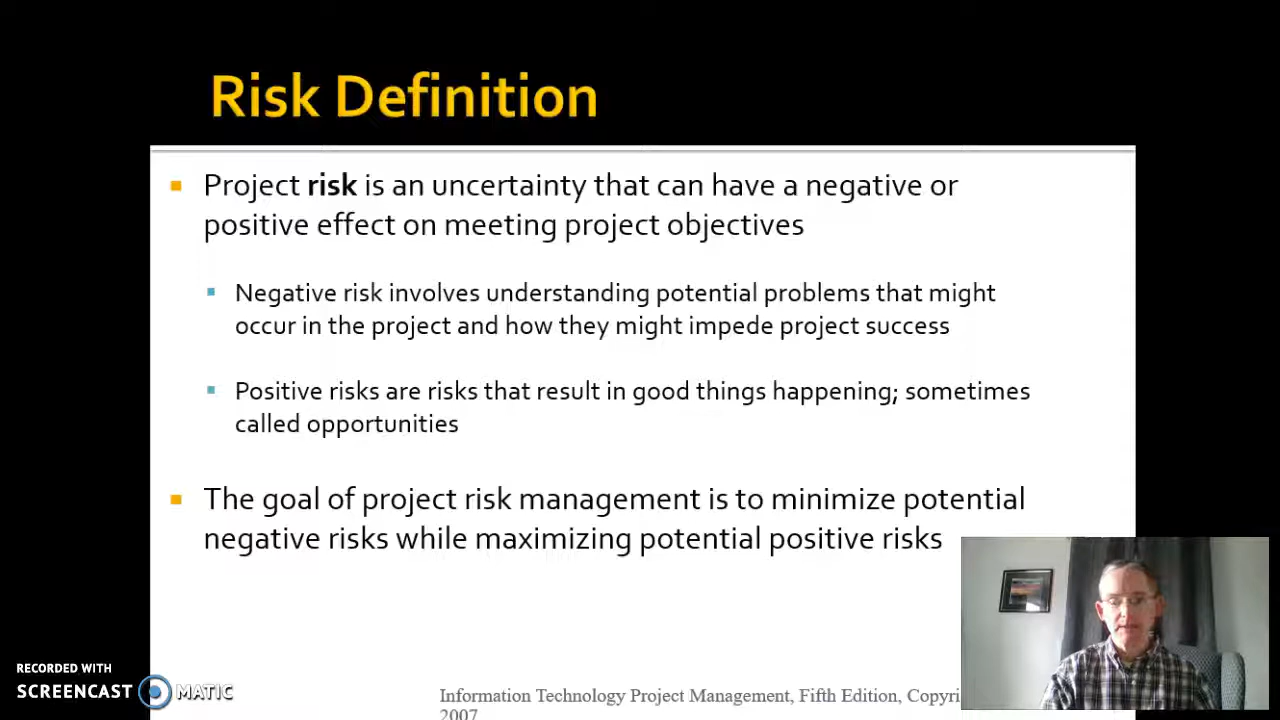 Risk Definition
Project risk is an uncertainty that can have a negative or
positive effect on meeting project objectives
Negative risk involves understanding potential problems that might
occur in the project and how they might impede project success
Positive risks are risks that result in good things happening; sometimes
called opportunities
The goal of project risk management is to minimize potential
negative risks while maximizing potential positive risks
RECORDED WITH
SCREENCAST MATIC
Information Technology Project Management, Fifth Edition, Copyri
2007